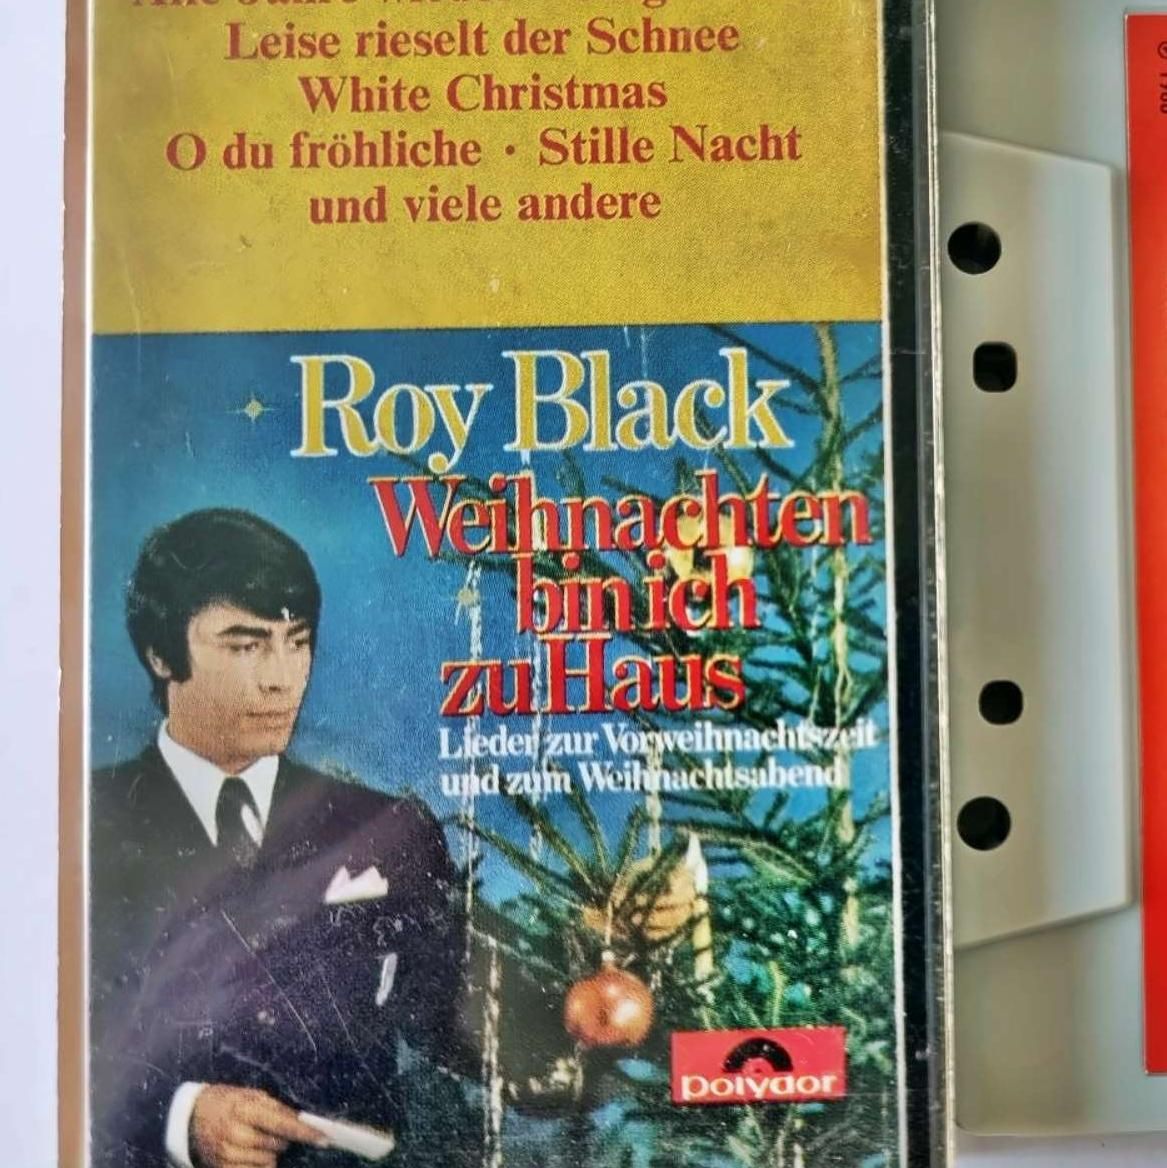 Leise rieselt der Schnee
White Christmas
O du fröhliche · Stille Nacht
und viele andere
Roy Black
Weihnachten
bin ich
zu Haus
Lieder zur Vorweihnachtszeit
und zum Weihnachtsabend
polydor